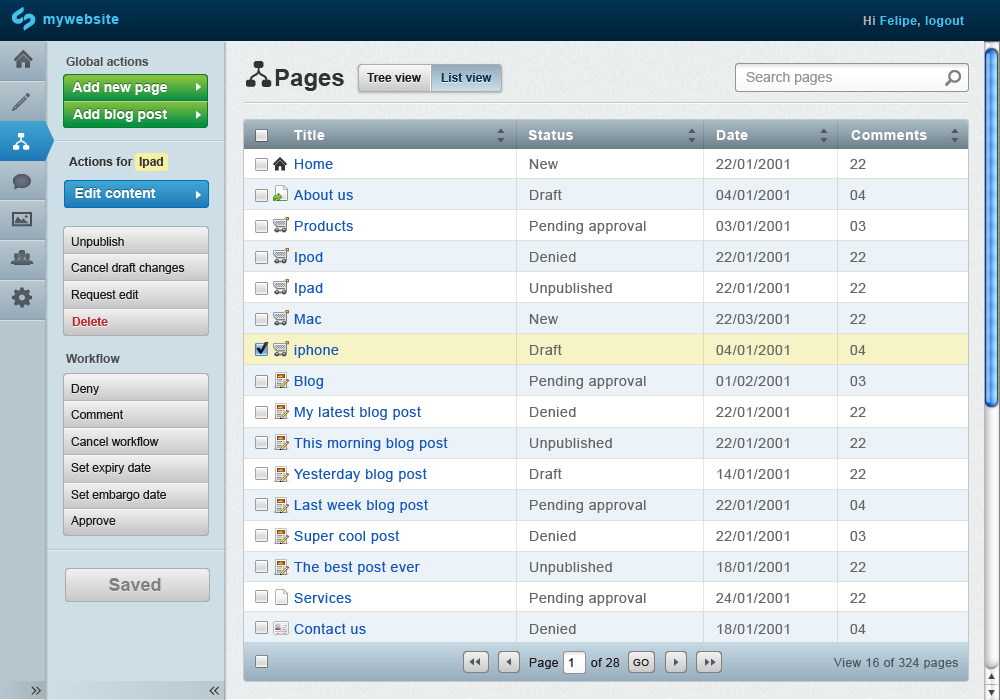 mywebsite
Hi Felipe, logout
Global actions
Add new page
Add blog post
Actions for Ipad
Edit content
Unpublish
Cancel draft changes
Request edit
Delete
Workflow
Deny
Comment
Cancel workflow
Set expiry date
Set embargo date
Approve
Saved
Pages
Tree view
List view
Search pages
Title Status Date Comments
Home New 22/01/2001 22
About us Draft 04/01/2001 04
Products Pending approval 03/01/2001 03
Ipod Denied 22/01/2001 22
Ipad Unpublished 22/01/2001 22
Mac New 22/03/2001 22
iphone Draft 04/01/2001 04
Blog Pending approval 01/02/2001 03
My latest blog post Denied 22/01/2001 22
This morning blog post Unpublished 22/01/2001 22
Yesterday blog post Draft 14/01/2001 22
Last week blog post Pending approval 22/01/2001 04
Super cool post Denied 22/01/2001 03
The best post ever Unpublished 18/01/2001 22
Services Pending approval 24/01/2001 22
Contact us Denied 18/01/2001 04
Page 1 of 28 GO
View 16 of 324 pages